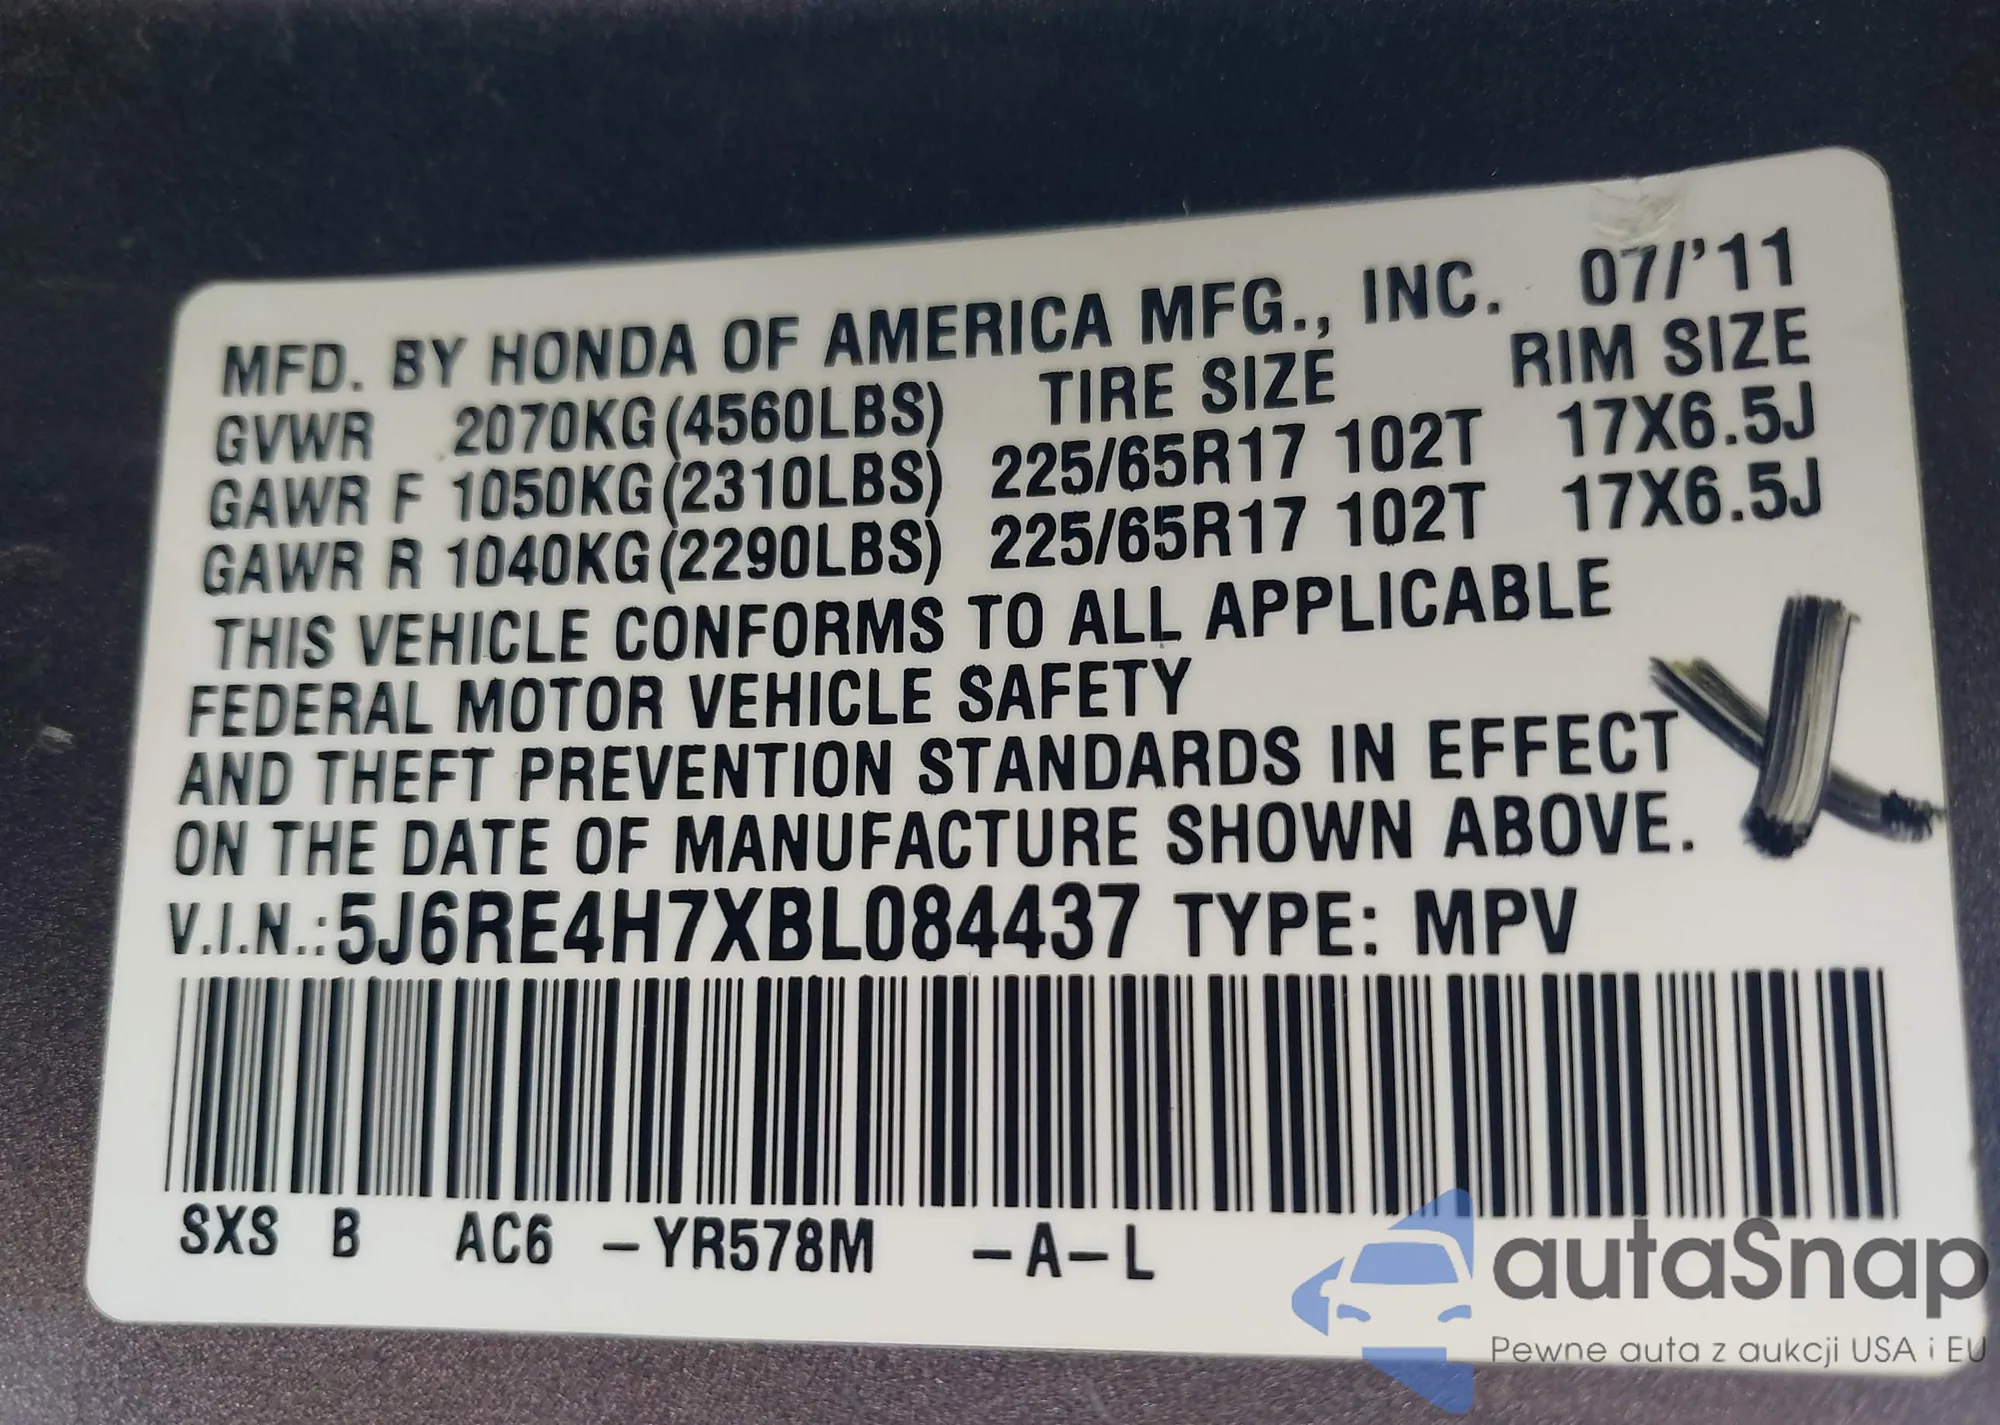 MFD. BY HONDA OF AMERICA MFG., INC. 07/'11
GVWR 2070KG(4560LBS) TIRE SIZE RIM SIZE
GAWR F 1050KG(2310LBS) 225/65R17 102T 17X6.5J
GAWR R 1040KG(2290LBS) 225/65R17 102T 17X6.5J
THIS VEHICLE CONFORMS TO ALL APPLICABLE
FEDERAL MOTOR VEHICLE SAFETY
AND THEFT PREVENTION STANDARDS IN EFFECT
ON THE DATE OF MANUFACTURE SHOWN ABOVE.
V.I.N.:5J6RE4H7XBL084437 TYPE: MPV
SXS B AC6 –YR578M –A–L
autaSnap
Pewne auta z aukcji USA i EU